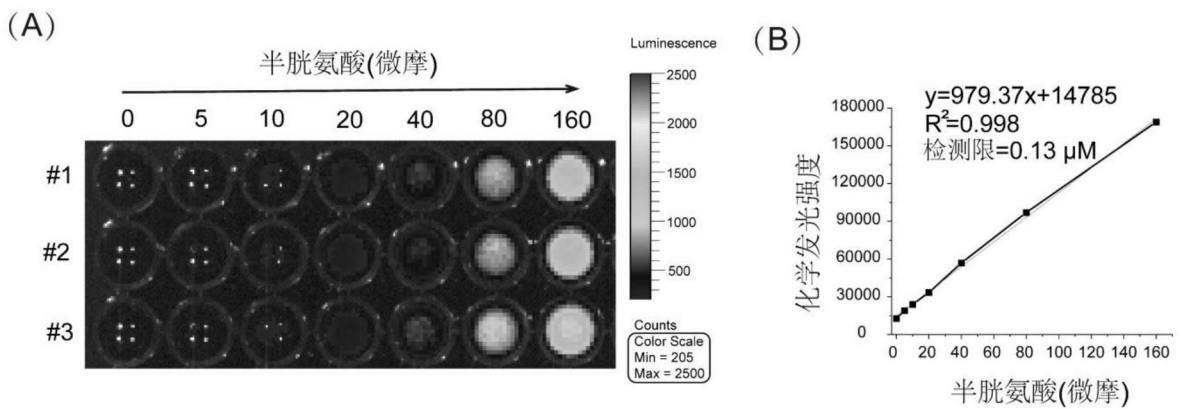 (A)
半胱氨酸(微摩)
0 5 10 20 40 80 160
#1
#2
#3
Luminescence
2500
2000
1500
1000
500
Counts
Color Scale
Min = 205
Max = 2500
(B)
y=979.37x+14785
R²=0.998
检测限=0.13 μM
化学发光强度
180000
150000
120000
90000
60000
30000
0
0 20 40 60 80 100 120 140 160
半胱氨酸(微摩)